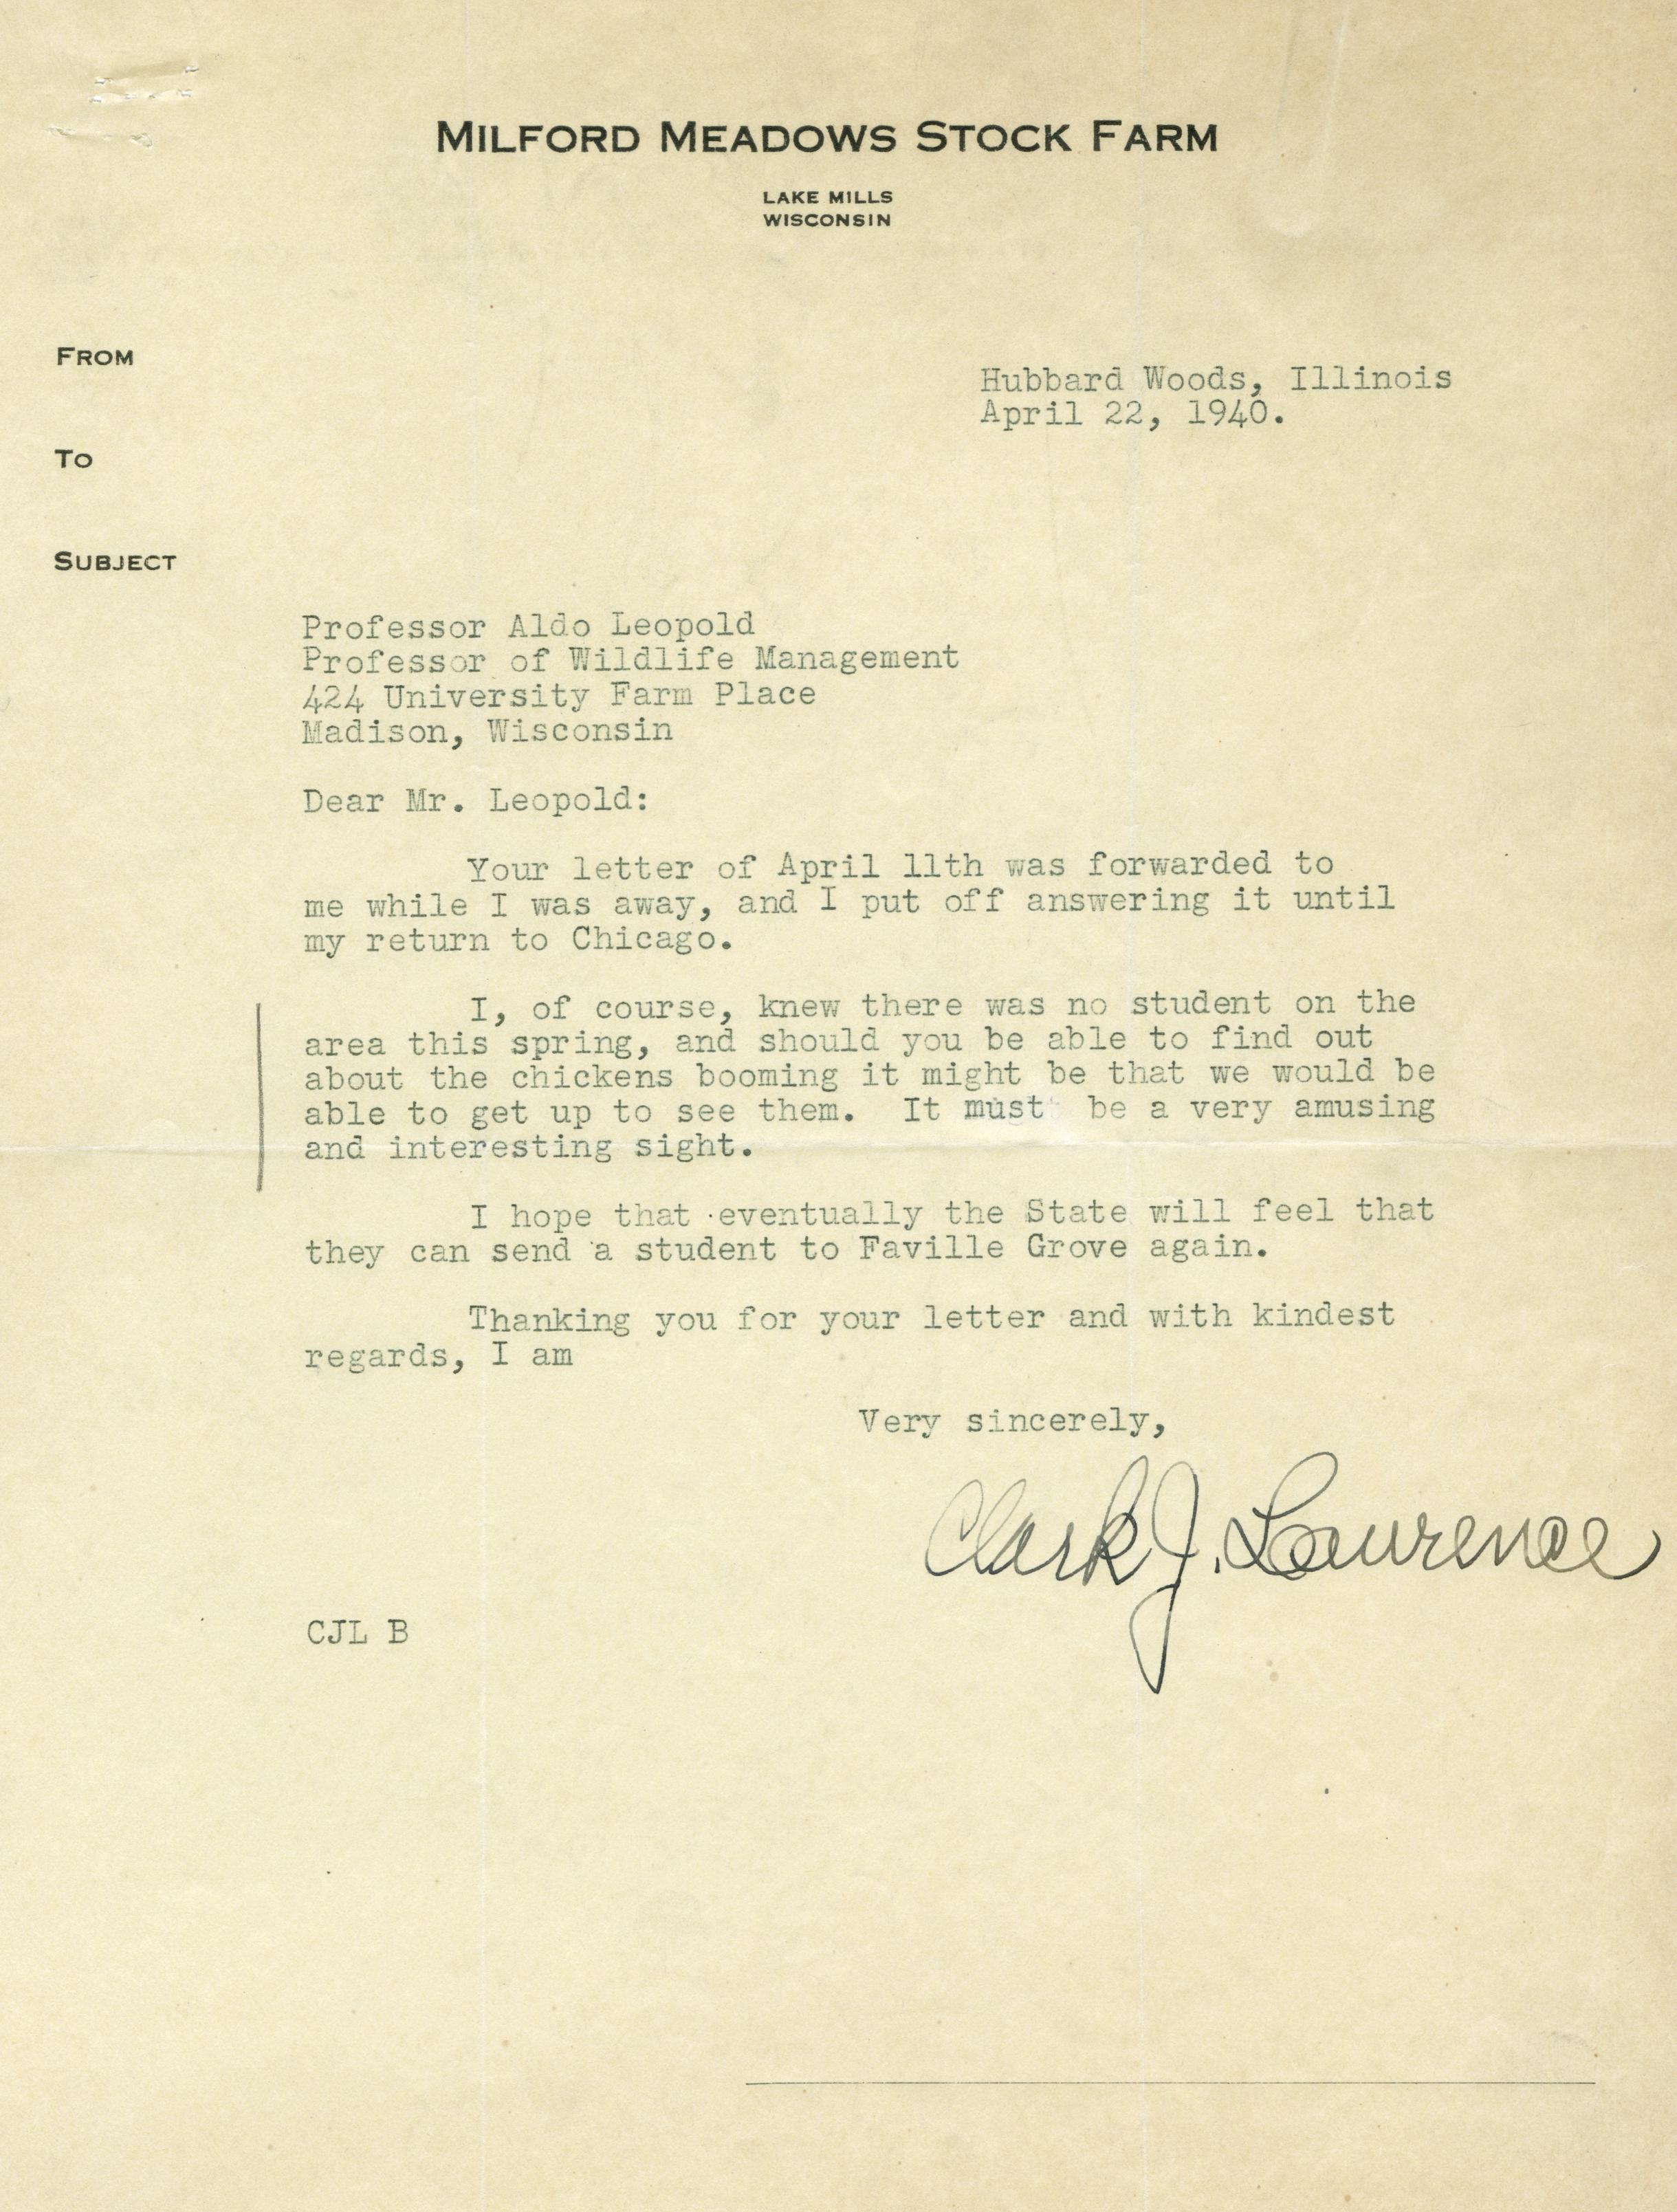 MILFORD MEADOWS STOCK FARM
LAKE MILLS
WISCONSIN
FROM
Hubbard Woods, Illinois
April 22, 1940.
TO
SUBJECT
Professor Aldo Leopold
Professor of Wildlife Management
424 University Farm Place
Madison, Wisconsin
Dear Mr. Leopold:
Your letter of April 11th was forwarded to
me while I was away, and I put off answering it until
my return to Chicago.
I, of course, knew there was no student on the
area this spring, and should you be able to find out
about the chickens booming it might be that we would be
able to get up to see them. It must be a very amusing
and interesting sight.
I hope that eventually the State will feel that
they can send a student to Faville Grove again.
Thanking you for your letter and with kindest
regards, I am
Very sincerely,
Clark J. Lawrence
CJL B